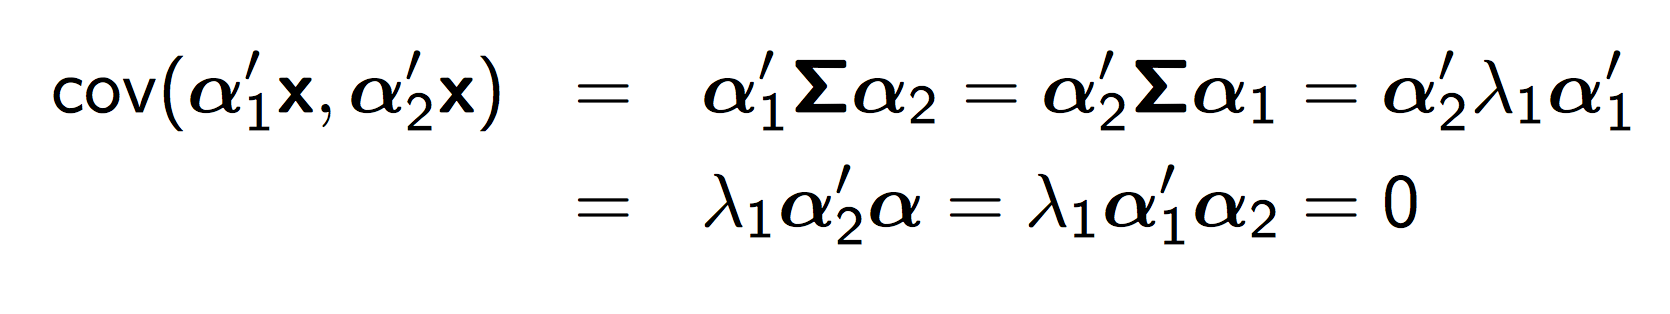 cov(α′₁x, α′₂x) = α′₁Σα₂ = α′₂Σα₁ = α′₂λ₁α′₁
= λ₁α′₂α = λ₁α′₁α₂ = 0